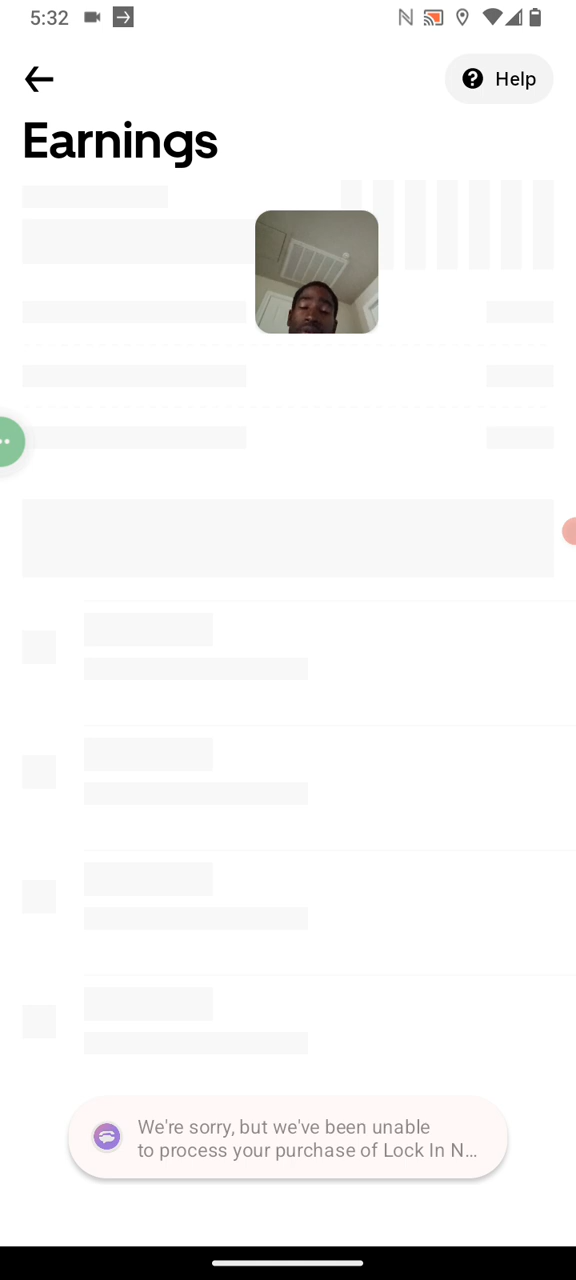 5:32
Help
Earnings
We're sorry, but we've been unable
to process your purchase of Lock In N...